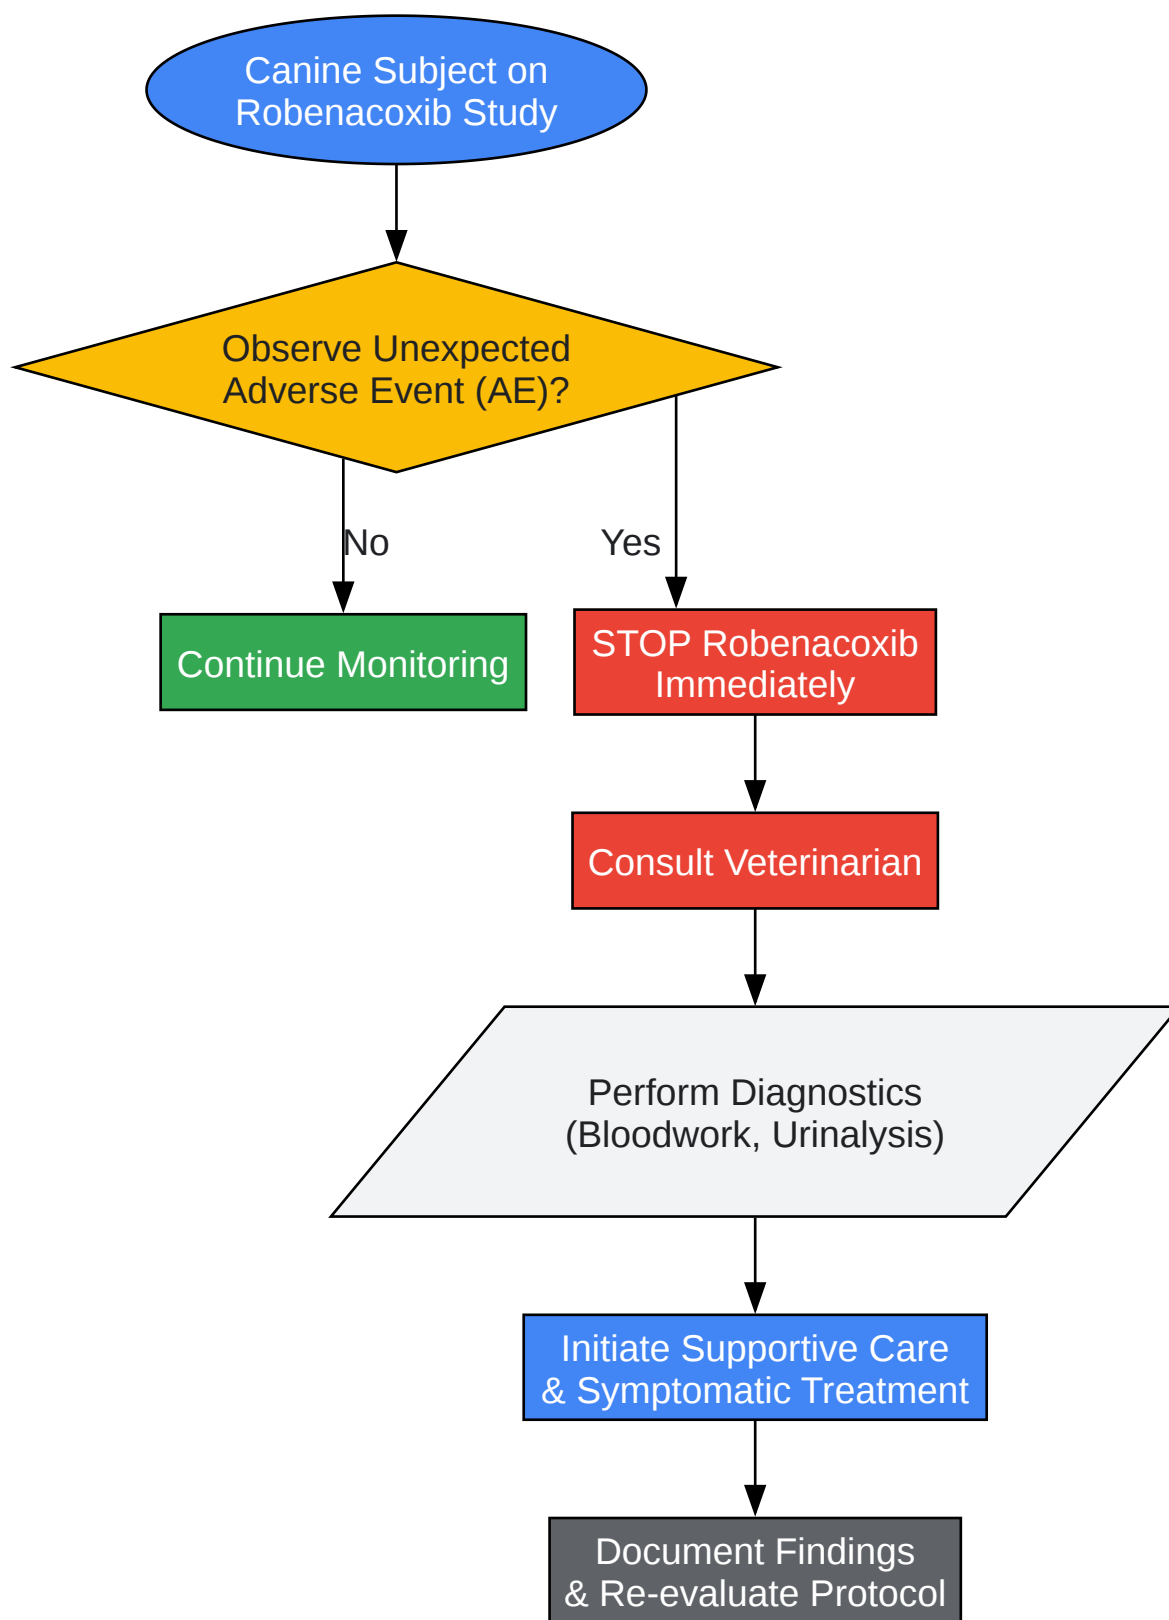 Canine Subject on
Robenacoxib Study
Observe Unexpected
Adverse Event (AE)?
No
Yes
Continue Monitoring
STOP Robenacoxib
Immediately
Consult Veterinarian
Perform Diagnostics
(Bloodwork, Urinalysis)
Initiate Supportive Care
& Symptomatic Treatment
Document Findings
& Re-evaluate Protocol